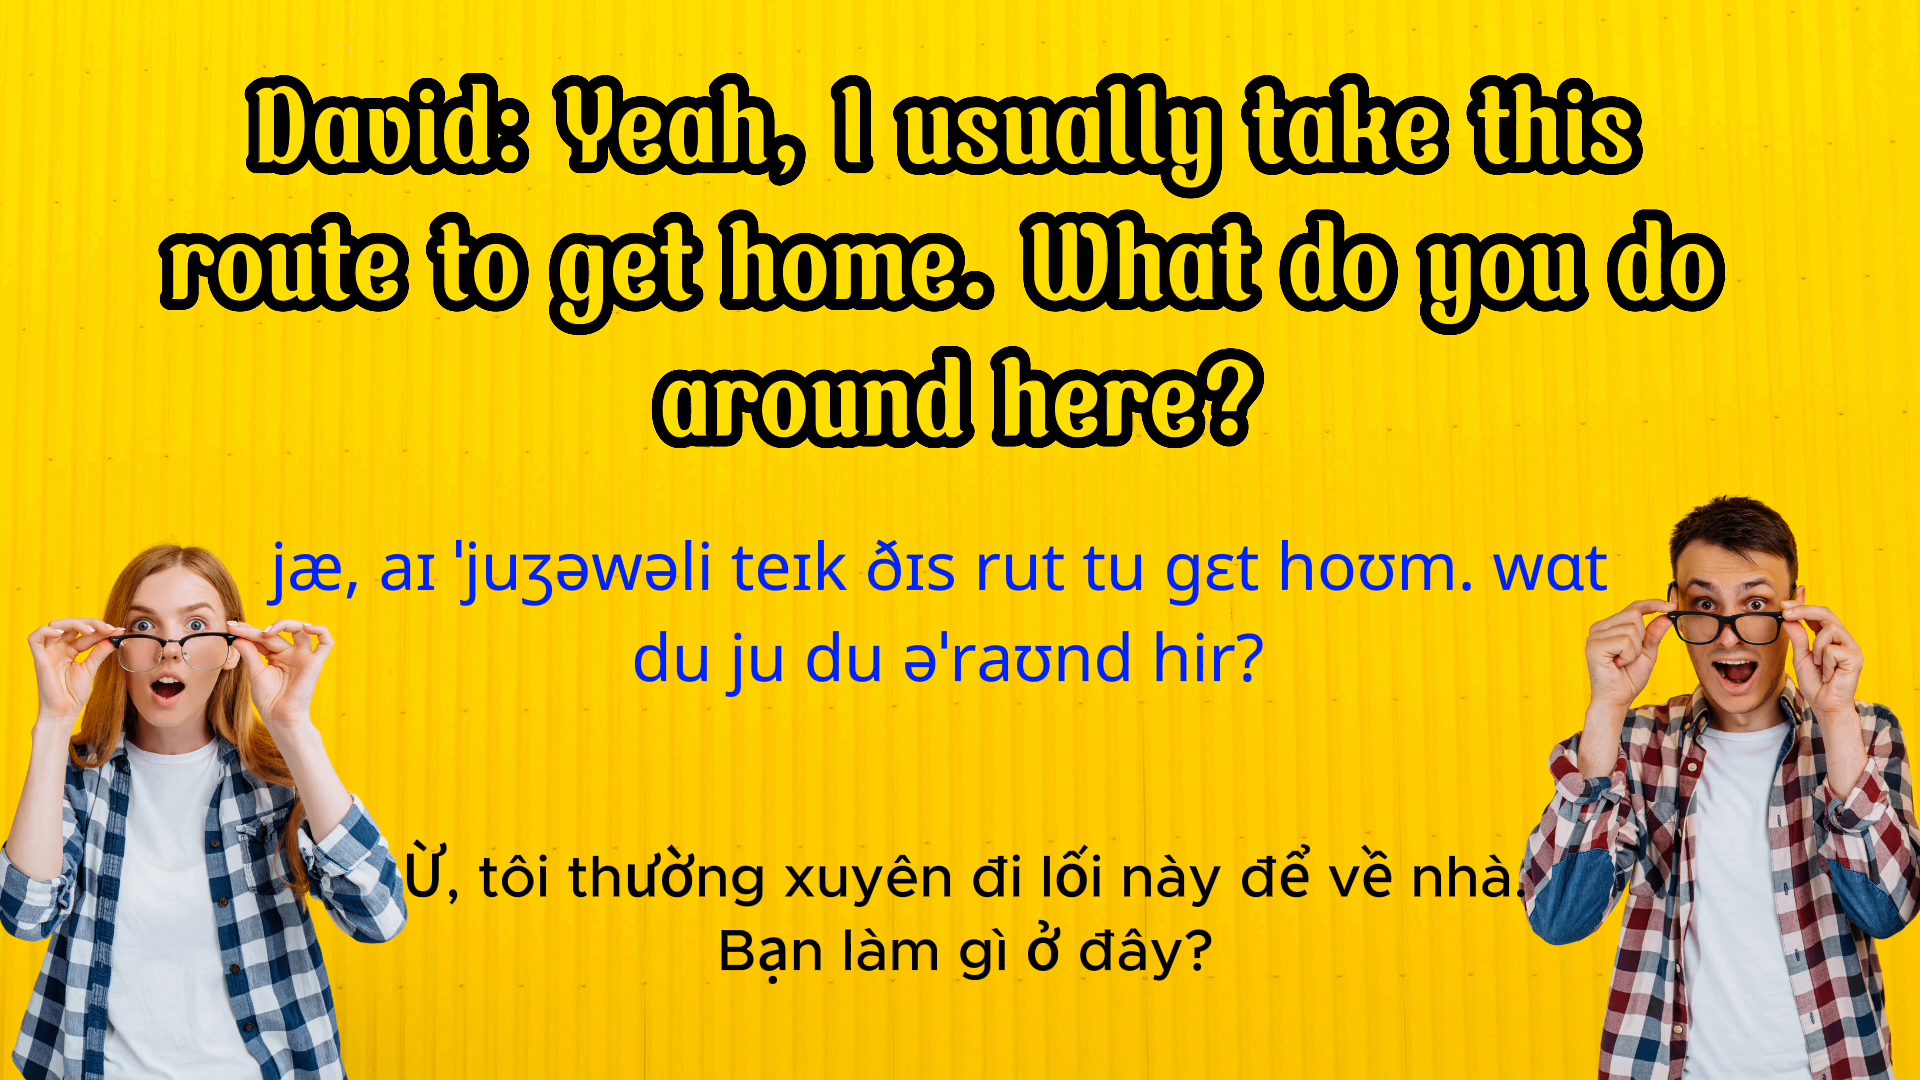 David: Yeah, I usually take this
route to get home. What do you do
around here?
jæ, aɪ ˈjuʒəwəli teɪk ðɪs rut tu gɛt hoʊm. wɑt
du ju du əˈraʊnd hir?
Ừ, tôi thường xuyên đi lối này để về nhà.
Bạn làm gì ở đây?